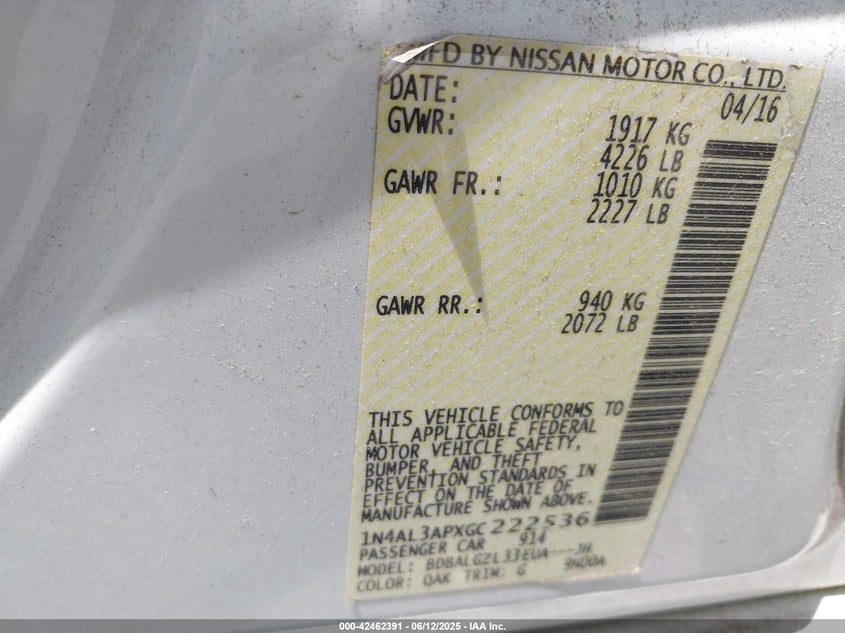 MFD BY NISSAN MOTOR CO., LTD.
DATE: 04/16
GVWR: 1917 KG
4226 LB
GAWR FR.: 1010 KG
2227 LB
GAWR RR.: 940 KG
2072 LB
THIS VEHICLE CONFORMS TO
ALL APPLICABLE FEDERAL
MOTOR VEHICLE SAFETY,
BUMPER, AND THEFT
PREVENTION STANDARDS IN
EFFECT ON THE DATE OF
MANUFACTURE SHOWN ABOVE.
1N4AL3APXGC222536
PASSENGER CAR 914
MODEL: BDBALGZL33EUA---JH
COLOR: QAK TRIM: G 9N00A
000-42462391 - 06/12/2025 - IAA Inc.